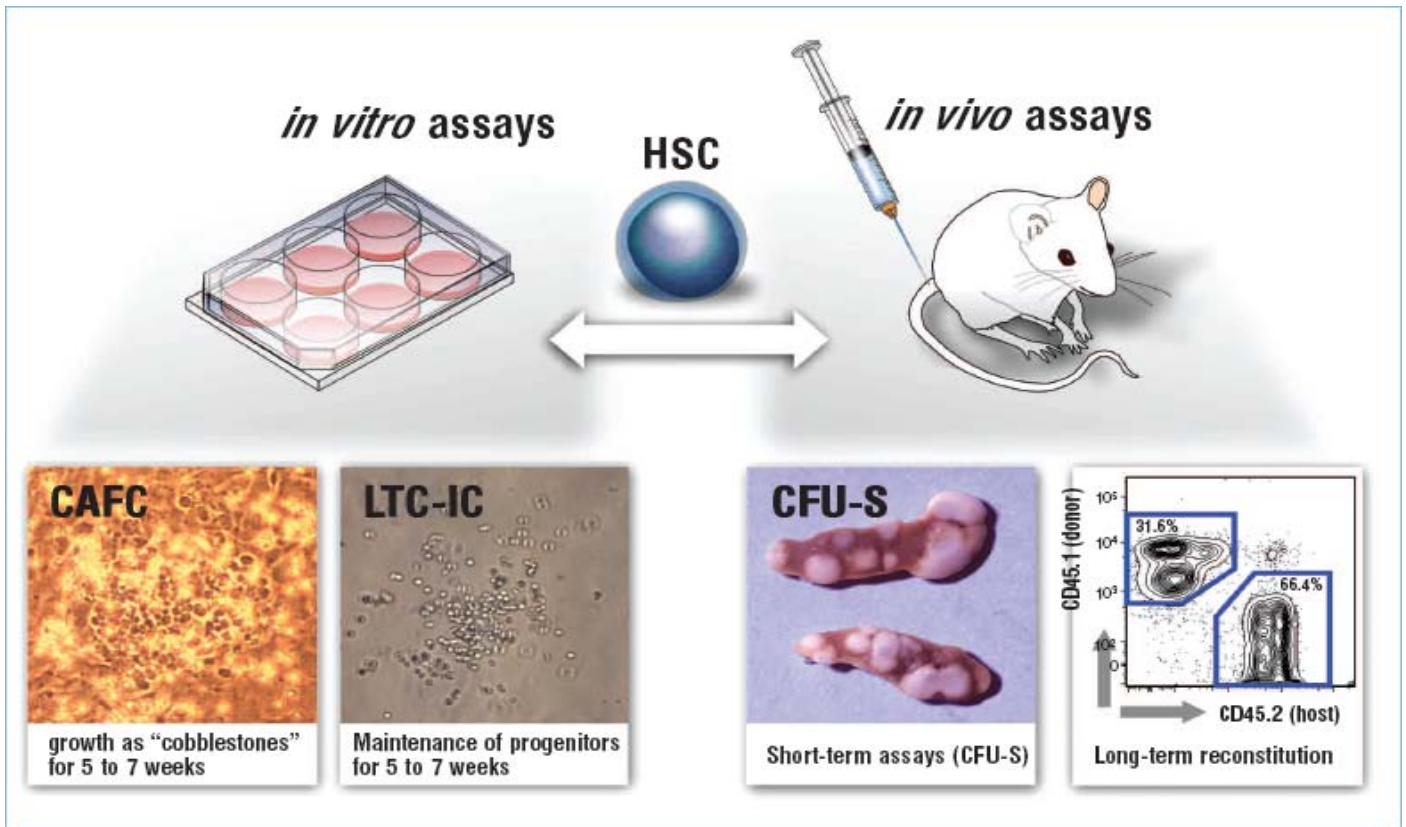 in vitro assays
HSC
in vivo assays
CAFC
growth as “cobblestones”
for 5 to 7 weeks
LTC-IC
Maintenance of progenitors
for 5 to 7 weeks
CFU-S
Short-term assays (CFU-S)
CD45.1 (donor)
10⁵
10⁴
10³
10²
0
31.6%
66.4%
CD45.2 (host)
Long-term reconstitution